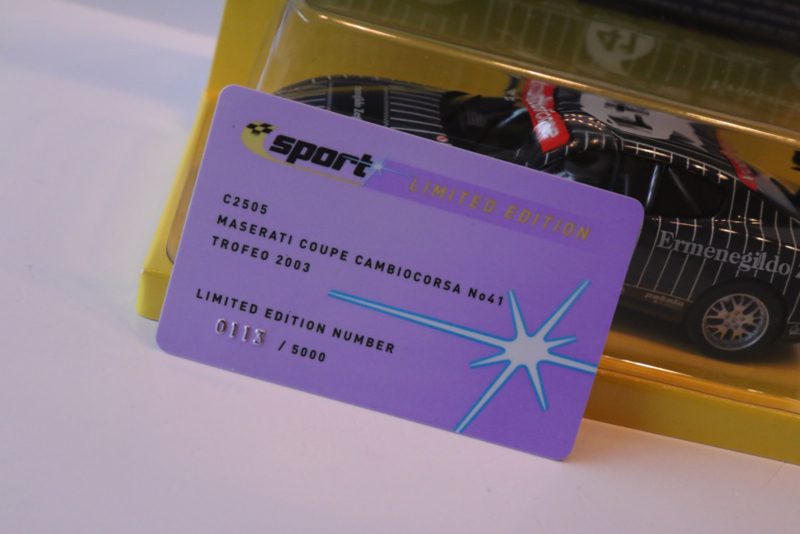 sport
LIMITED EDITION
C2505
MASERATI COUPE CAMBIOCORSA No41
TROFEO 2003
LIMITED EDITION NUMBER
0113 / 5000
Ermenegildo